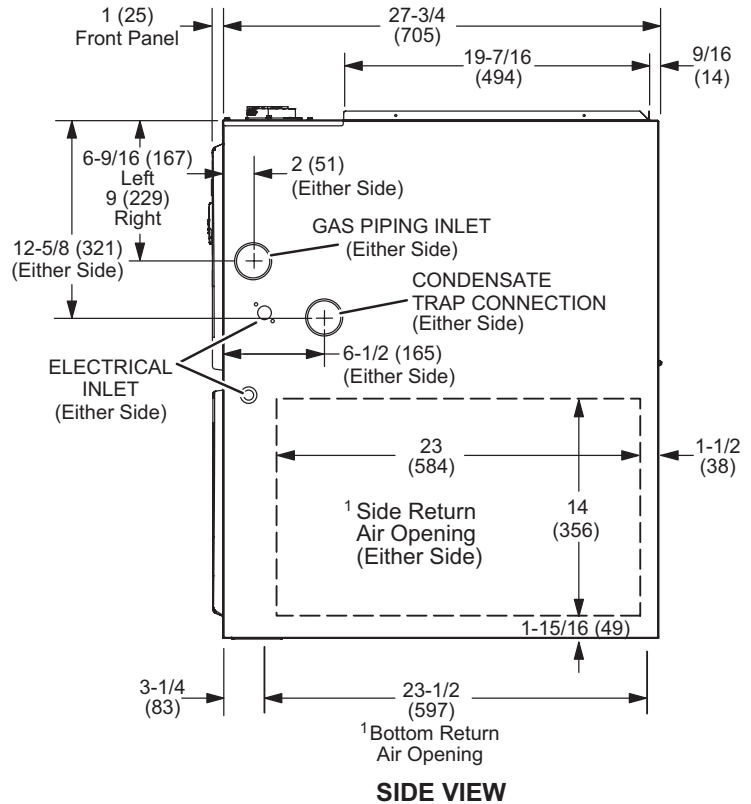 1 (25)
Front Panel
27-3/4
(705)
19-7/16
(494)
9/16
(14)
6-9/16 (167)
Left
9 (229)
Right
2 (51)
(Either Side)
12-5/8 (321)
(Either Side)
GAS PIPING INLET
(Either Side)
CONDENSATE
TRAP CONNECTION
(Either Side)
6-1/2 (165)
(Either Side)
ELECTRICAL
INLET
(Either Side)
23
(584)
1-1/2
(38)
14
(356)
1 Side Return
Air Opening
(Either Side)
1-15/16 (49)
3-1/4
(83)
23-1/2
(597)
1 Bottom Return
Air Opening
SIDE VIEW